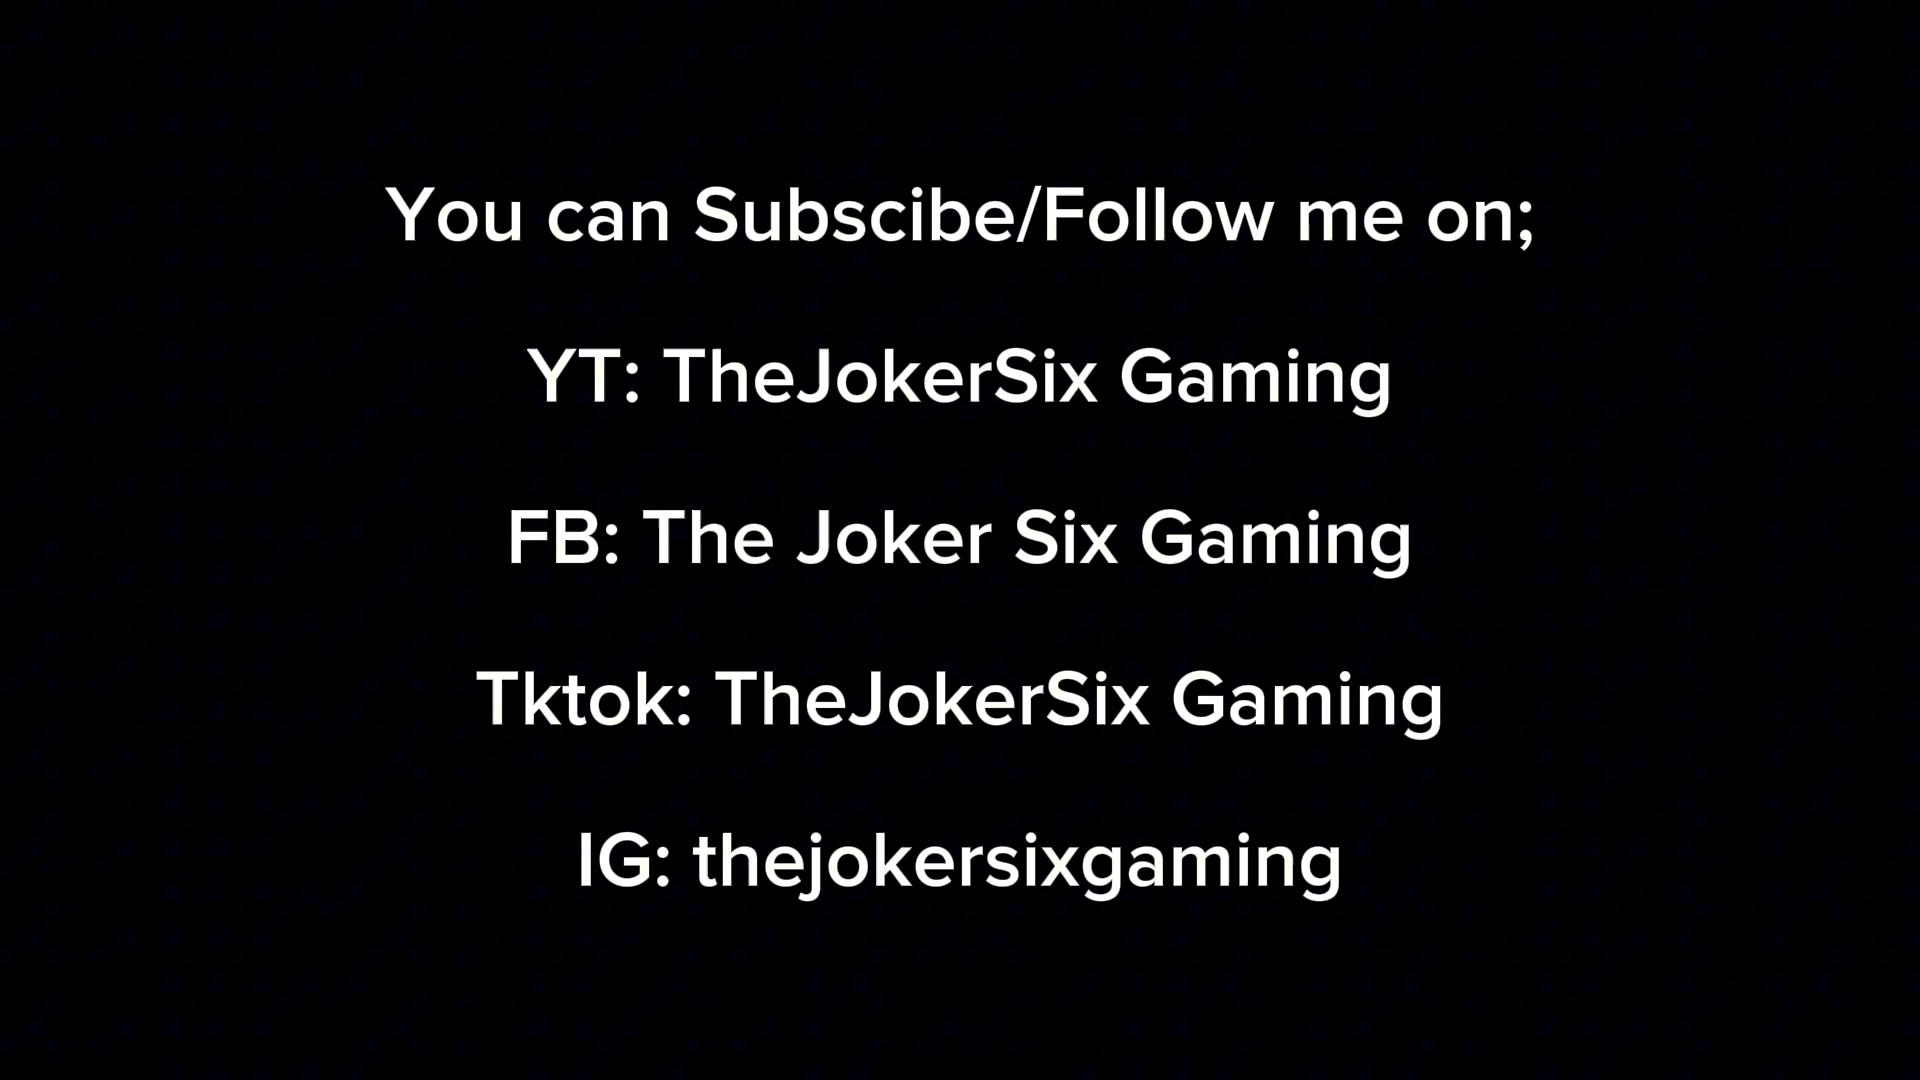 You can Subscibe/Follow me on;
YT: TheJokerSix Gaming
FB: The Joker Six Gaming
Tktok: TheJokerSix Gaming
IG: thejokersixgaming